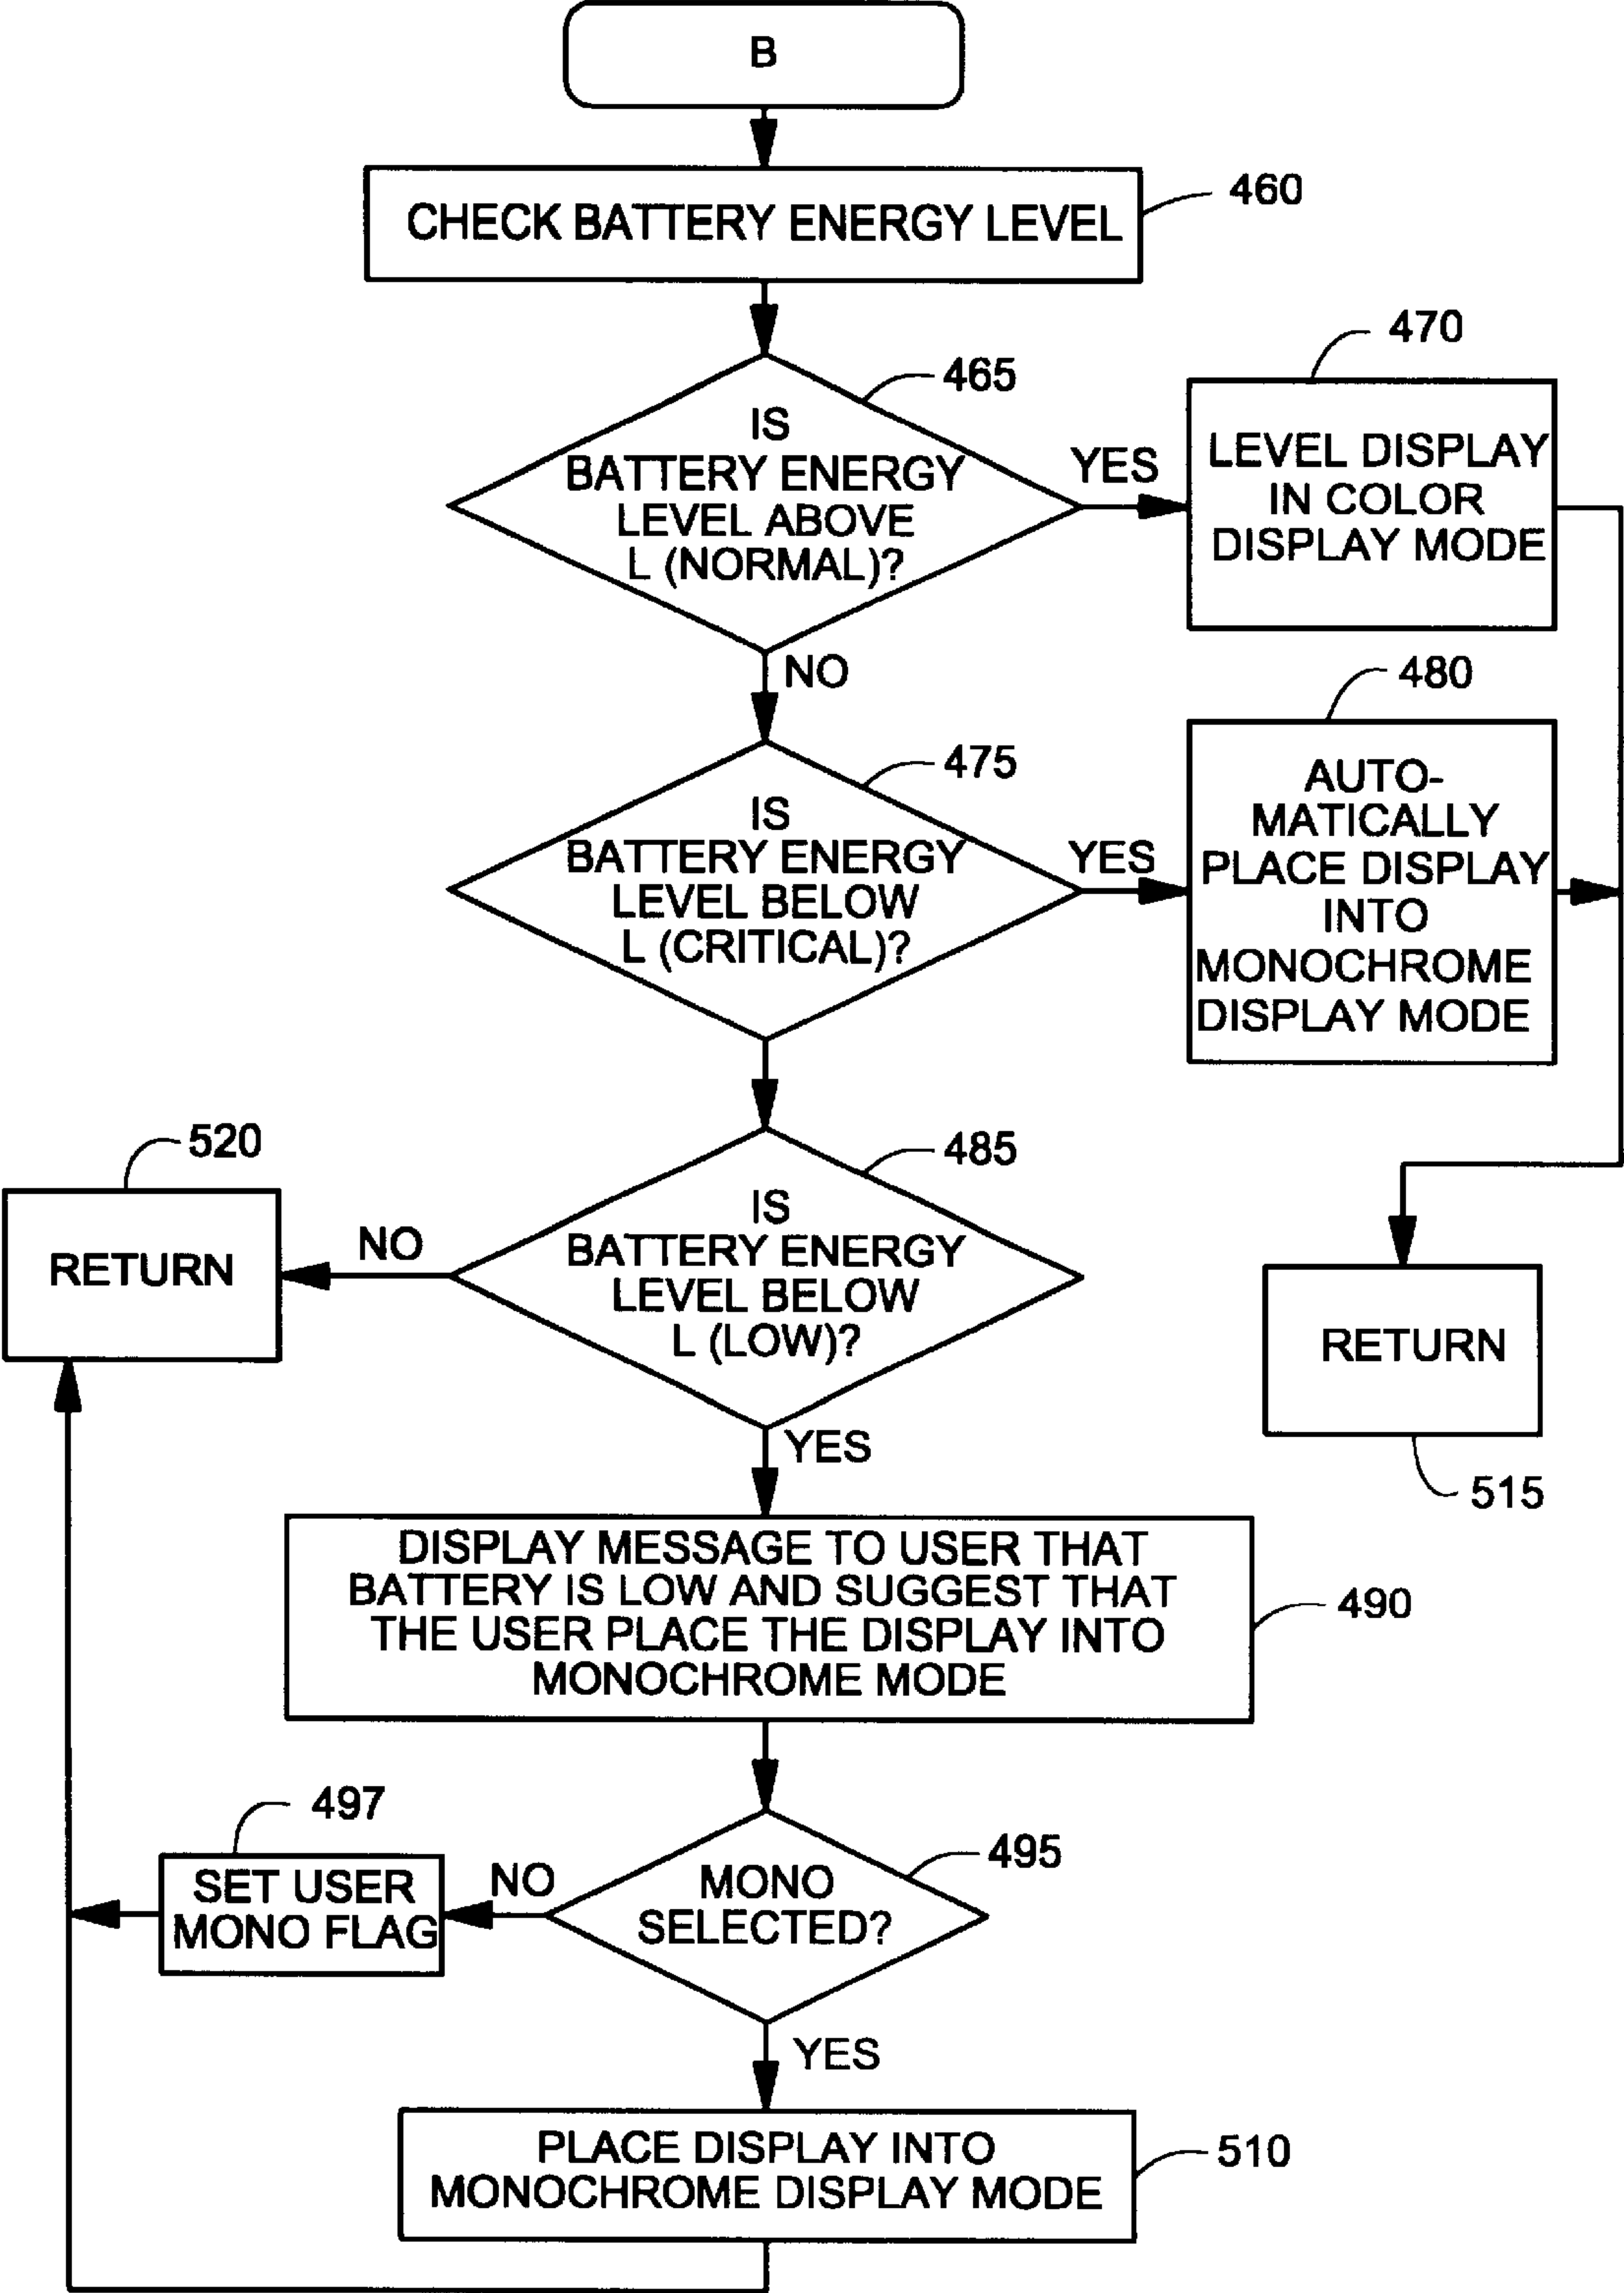 B
CHECK BATTERY ENERGY LEVEL
460
IS
BATTERY ENERGY
LEVEL ABOVE
L (NORMAL)?
465
YES
LEVEL DISPLAY
IN COLOR
DISPLAY MODE
470
NO
IS
BATTERY ENERGY
LEVEL BELOW
L (CRITICAL)?
475
YES
AUTO-
MATICALLY
PLACE DISPLAY
INTO
MONOCHROME
DISPLAY MODE
480
IS
BATTERY ENERGY
LEVEL BELOW
L (LOW)?
485
NO
RETURN
520
RETURN
515
YES
DISPLAY MESSAGE TO USER THAT
BATTERY IS LOW AND SUGGEST THAT
THE USER PLACE THE DISPLAY INTO
MONOCHROME MODE
490
MONO
SELECTED?
495
NO
SET USER
MONO FLAG
497
YES
PLACE DISPLAY INTO
MONOCHROME DISPLAY MODE
510